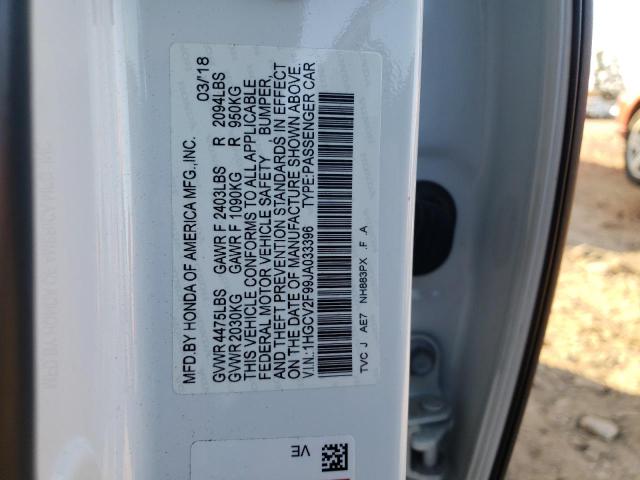 MFD.BY HONDA OF AMERICA MFG.,INC. 03/18
GVWR 4475LBS GAWR F 2403LBS R 2094LBS
GVWR 2030KG GAWR F 1090KG R 950KG
THIS VEHICLE CONFORMS TO ALL APPLICABLE
FEDERAL MOTOR VEHICLE SAFETY BUMPER,
AND THEFT PREVENTION STANDARDS IN EFFECT
ON THE DATE OF MANUFACTURE SHOWN ABOVE.
V.I.N.:1HGCV2F99JA033396 TYPE:PASSENGER CAR
TVC J AE7 NH883PX .F .A
VE